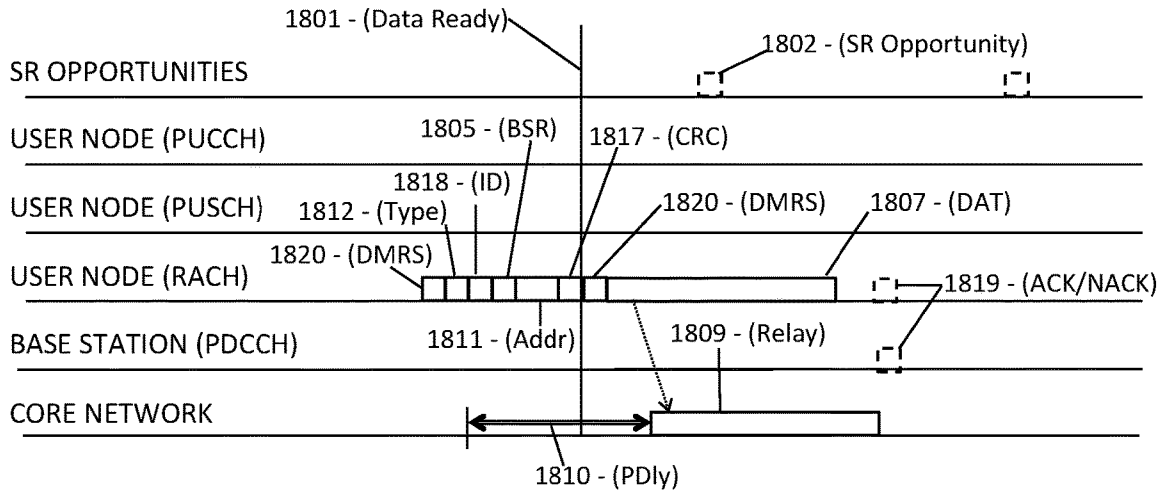 1801 - (Data Ready)
1802 - (SR Opportunity)
SR OPPORTUNITIES
1805 - (BSR)
1817 - (CRC)
USER NODE (PUCCH)
1818 - (ID)
USER NODE (PUSCH)
1812 - (Type)
1820 - (DMRS)
1807 - (DAT)
1820 - (DMRS)
USER NODE (RACH)
1819 - (ACK/NACK)
1811 - (Addr)
1809 - (Relay)
BASE STATION (PDCCH)
CORE NETWORK
1810 - (PDly)